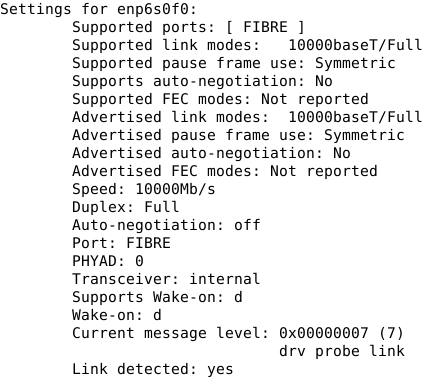 Settings for enp6s0f0:
Supported ports: [ FIBRE ]
Supported link modes: 10000baseT/Full
Supported pause frame use: Symmetric
Supports auto-negotiation: No
Supported FEC modes: Not reported
Advertised link modes: 10000baseT/Full
Advertised pause frame use: Symmetric
Advertised auto-negotiation: No
Advertised FEC modes: Not reported
Speed: 10000Mb/s
Duplex: Full
Auto-negotiation: off
Port: FIBRE
PHYAD: 0
Transceiver: internal
Supports Wake-on: d
Wake-on: d
Current message level: 0x00000007 (7)
drv probe link
Link detected: yes